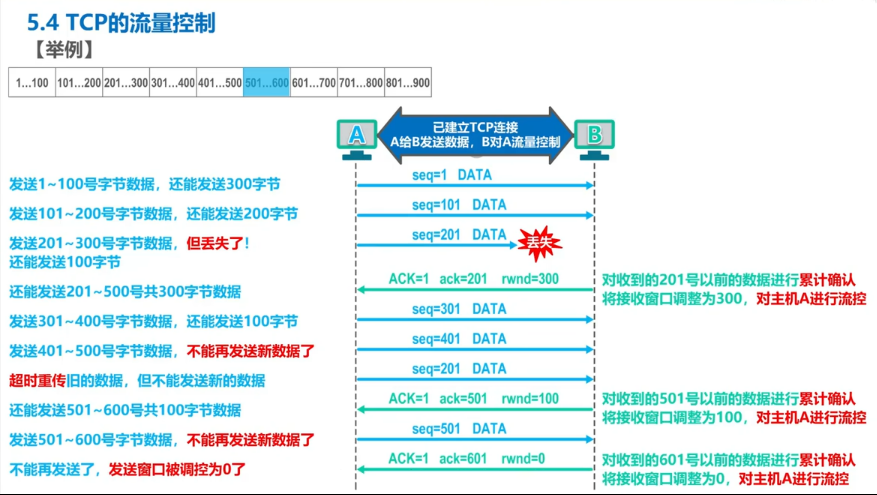 5.4 TCP的流量控制
【举例】
1…100 101…200 201…300 301…400 401…500 501…600 601…700 701…800 801…900
A
已建立TCP连接
A给B发送数据，B对A流量控制
B
发送1~100号字节数据，还能发送300字节
seq=1 DATA
发送101~200号字节数据，还能发送200字节
seq=101 DATA
发送201~300号字节数据，但丢失了！
还能发送100字节
seq=201 DATA
丢失
还能发送201~500号共300字节数据
ACK=1 ack=201 rwnd=300
对收到的201号以前的数据进行累计确认
将接收窗口调整为300，对主机A进行流控
发送301~400号字节数据，还能发送100字节
seq=301 DATA
发送401~500号字节数据，不能再发送新数据了
seq=401 DATA
超时重传旧的数据，但不能发送新的数据
seq=201 DATA
还能发送501~600号共100字节数据
ACK=1 ack=501 rwnd=100
对收到的501号以前的数据进行累计确认
将接收窗口调整为100，对主机A进行流控
发送501~600号字节数据，不能再发送新数据了
seq=501 DATA
不能再发送了，发送窗口被调控为0了
ACK=1 ack=601 rwnd=0
对收到的601号以前的数据进行累计确认
将接收窗口调整为0，对主机A进行流控